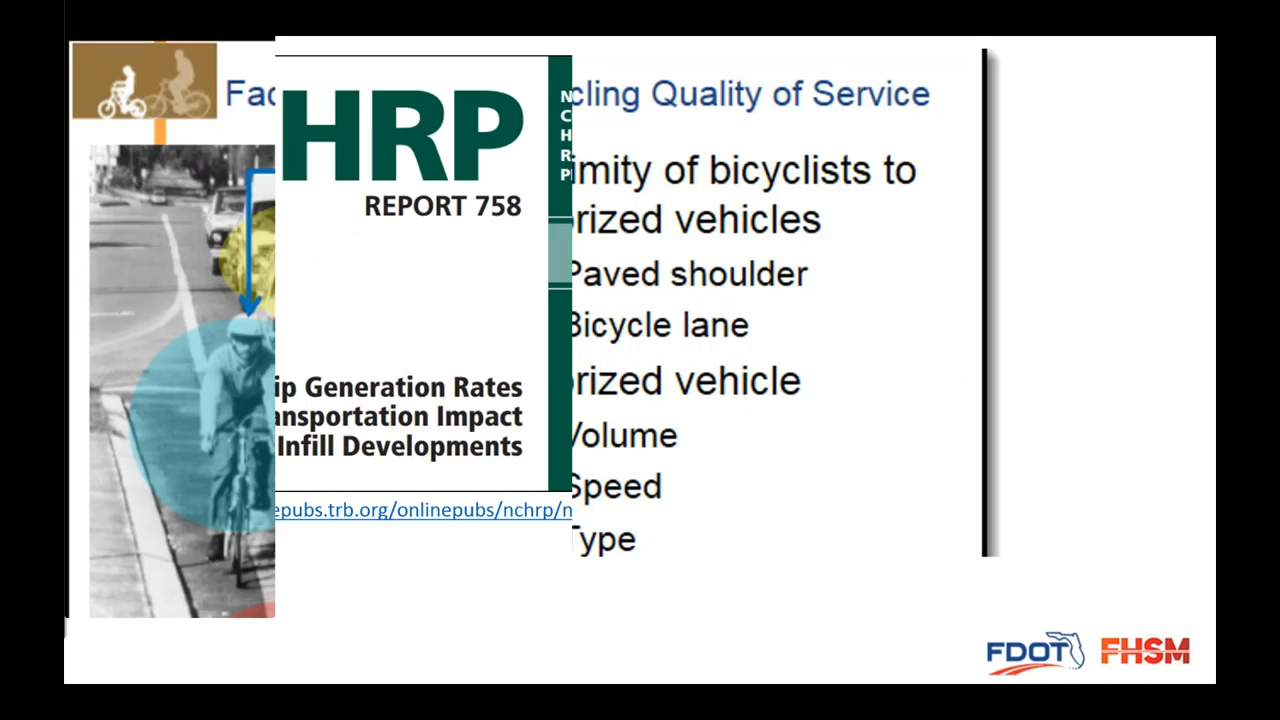 Fac
cling Quality of Service
HRP
REPORT 758
N
C
H
R
P
imity of bicyclists to
rized vehicles
Paved shoulder
Bicycle lane
rized vehicle
Volume
Speed
Type
ip Generation Rates
ansportation Impact
Infill Developments
epubs.trb.org/onlinepubs/nchrp/n
FDOT
FHSM